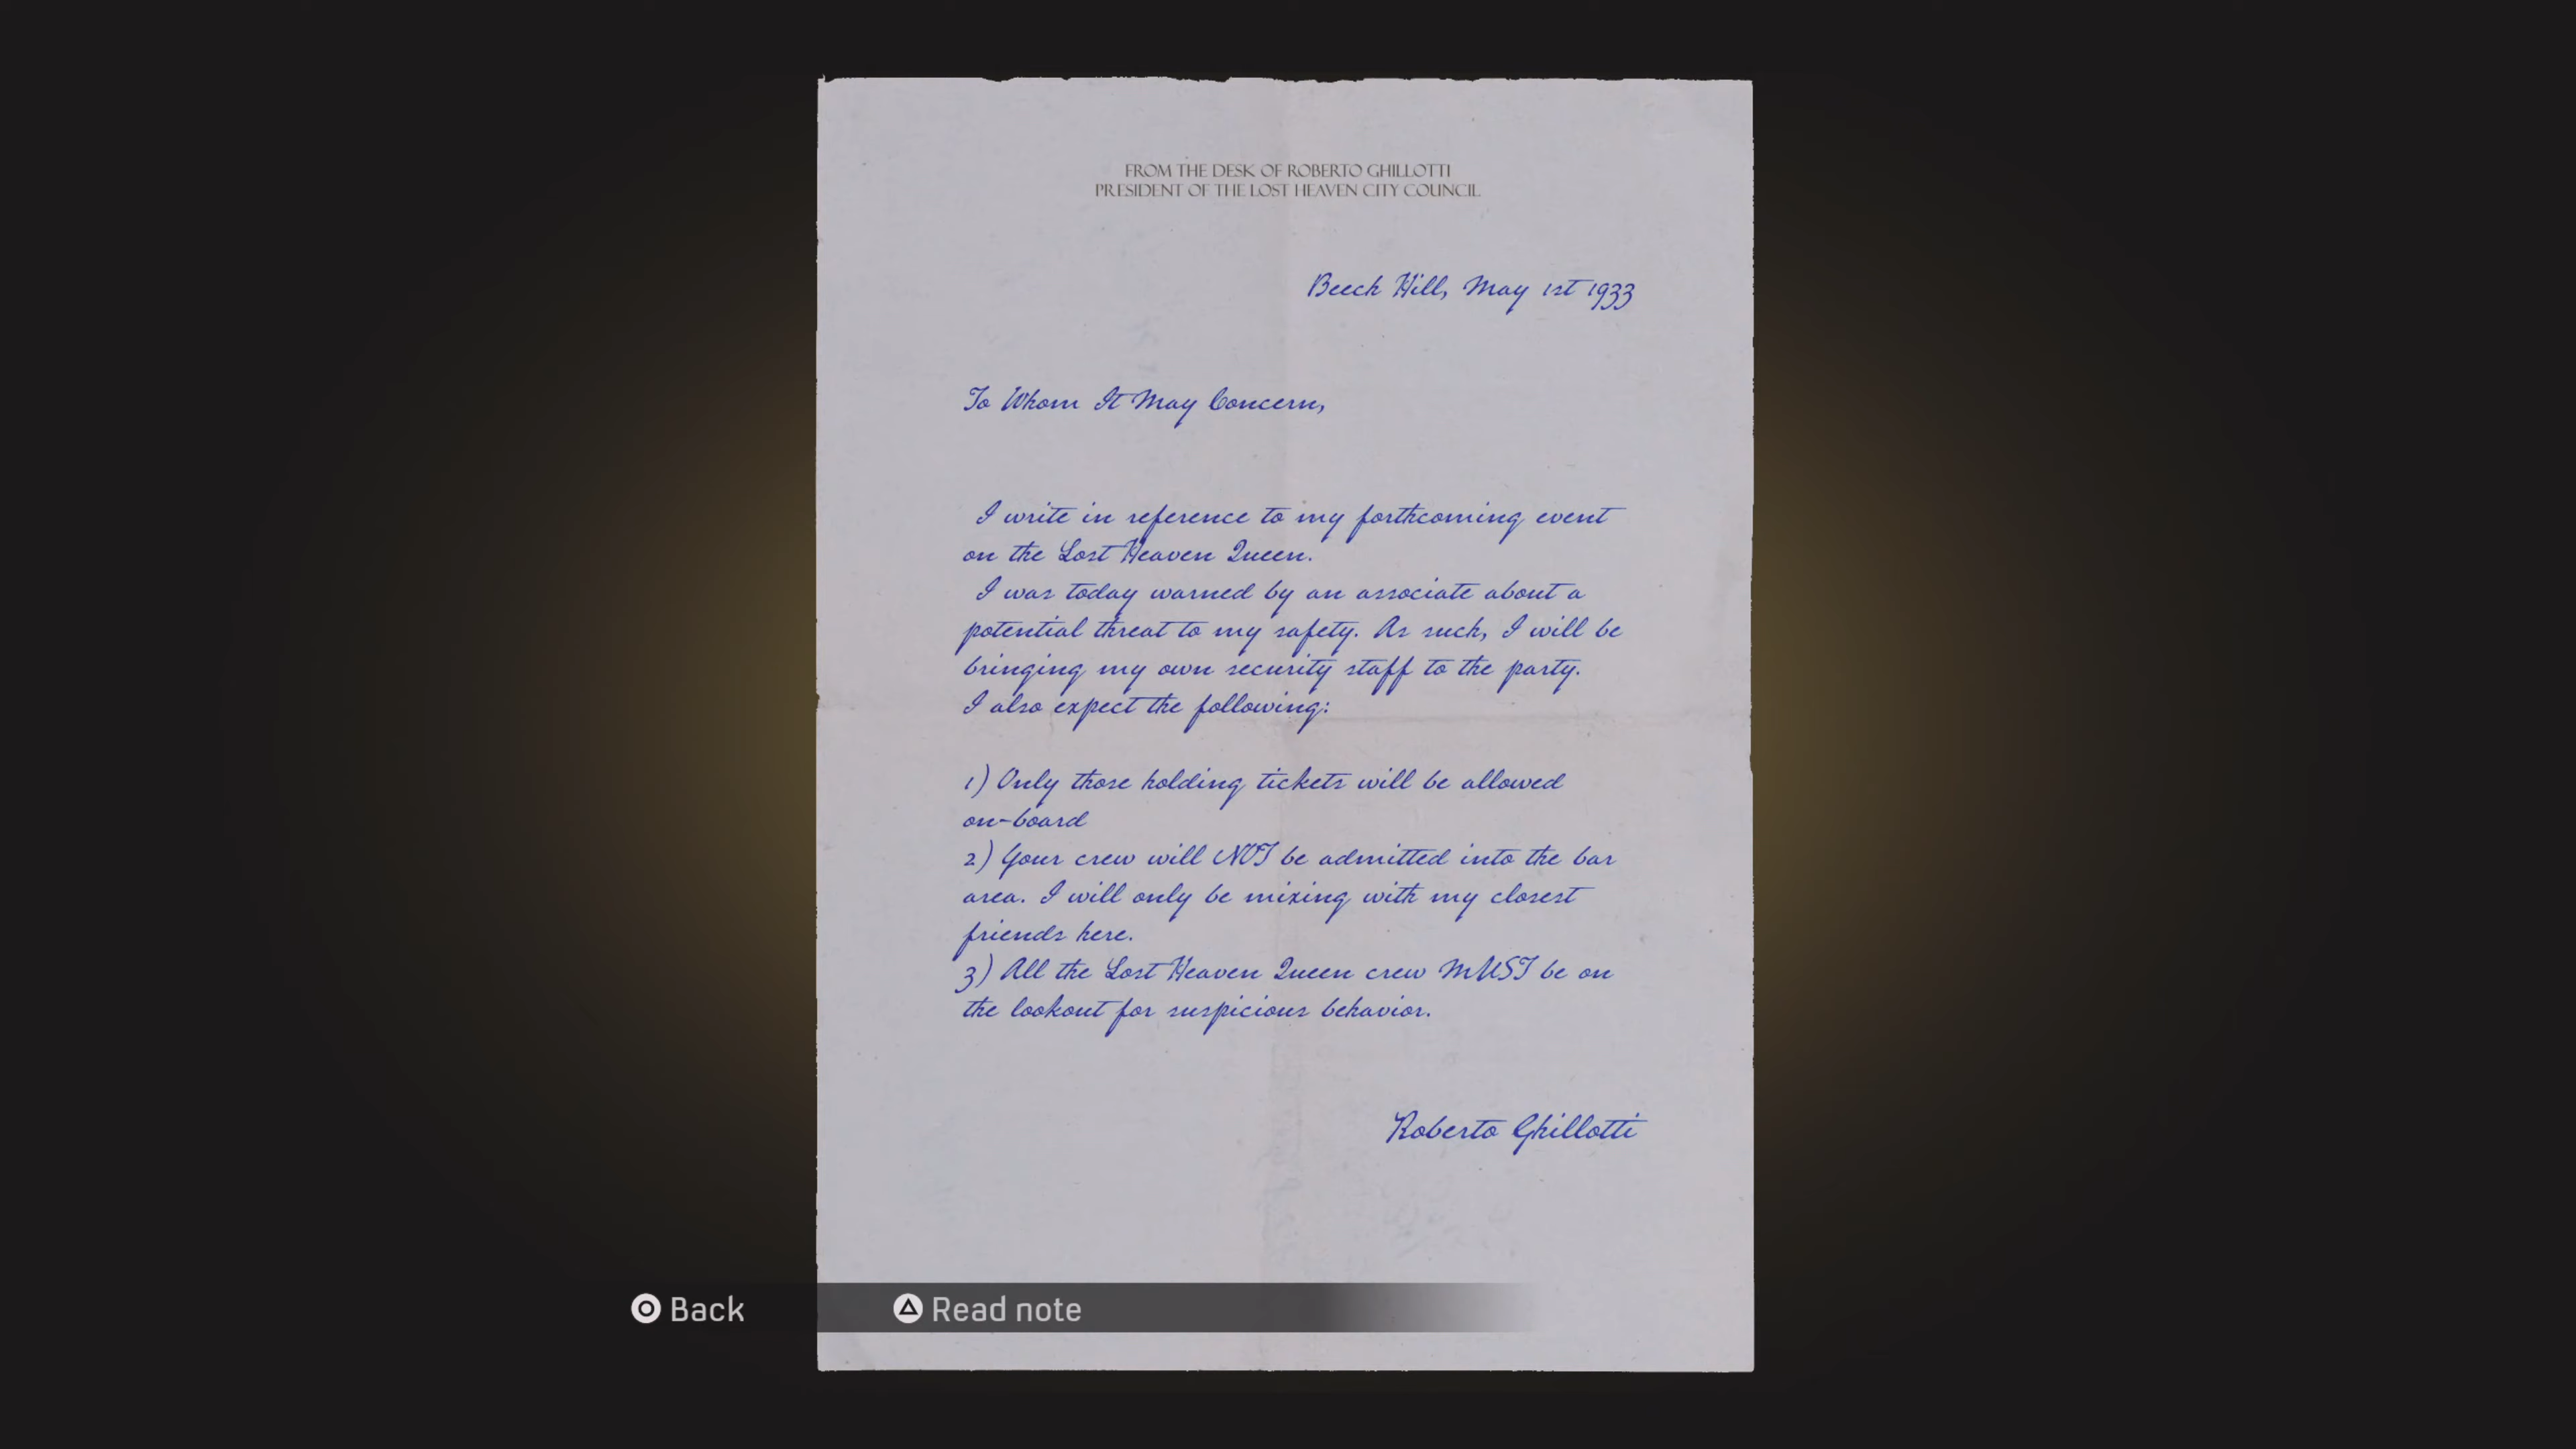 FROM THE DESK OF ROBERTO GHILLOTTI
PRESIDENT OF THE LOST HEAVEN CITY COUNCIL
Beech Hill, May 1st 1933
To Whom It May Concern,
I write in reference to my forthcoming event
on the Lost Heaven Queen.
I was today warned by an associate about a
potential threat to my safety. As such, I will be
bringing my own security staff to the party.
I also expect the following:
1) Only those holding tickets will be allowed
on-board
2) Your crew will NOT be admitted into the bar
area. I will only be mixing with my closest
friends here.
3) All the Lost Heaven Queen crew MUST be on
the lookout for suspicious behavior.
Roberto Ghillotti
Back
Read note